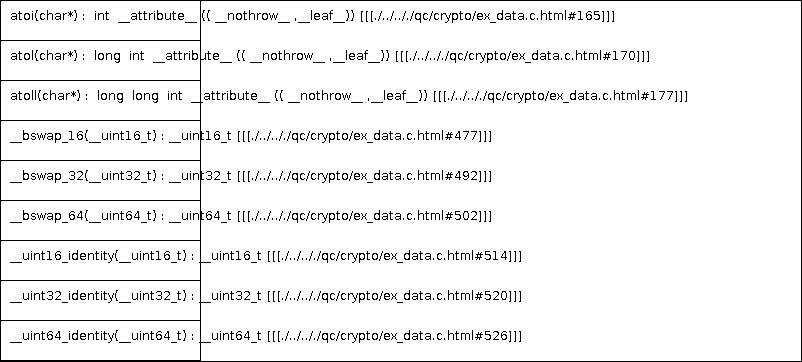 atoi(char*) : int __attribute__ (( __nothrow__ ,__leaf__)) [[[./../../qc/crypto/ex_data.c.html#165]]]
atol(char*) : long int __attribute__ (( __nothrow__ ,__leaf__)) [[[./../../qc/crypto/ex_data.c.html#170]]]
atoll(char*) : long long int __attribute__ (( __nothrow__ ,__leaf__)) [[[./../../qc/crypto/ex_data.c.html#177]]]
__bswap_16(__uint16_t) : __uint16_t [[[./../../qc/crypto/ex_data.c.html#477]]]
__bswap_32(__uint32_t) : __uint32_t [[[./../../qc/crypto/ex_data.c.html#492]]]
__bswap_64(__uint64_t) : __uint64_t [[[./../../qc/crypto/ex_data.c.html#502]]]
__uint16_identity(__uint16_t) : __uint16_t [[[./../../qc/crypto/ex_data.c.html#514]]]
__uint32_identity(__uint32_t) : __uint32_t [[[./../../qc/crypto/ex_data.c.html#520]]]
__uint64_identity(__uint64_t) : __uint64_t [[[./../../qc/crypto/ex_data.c.html#526]]]